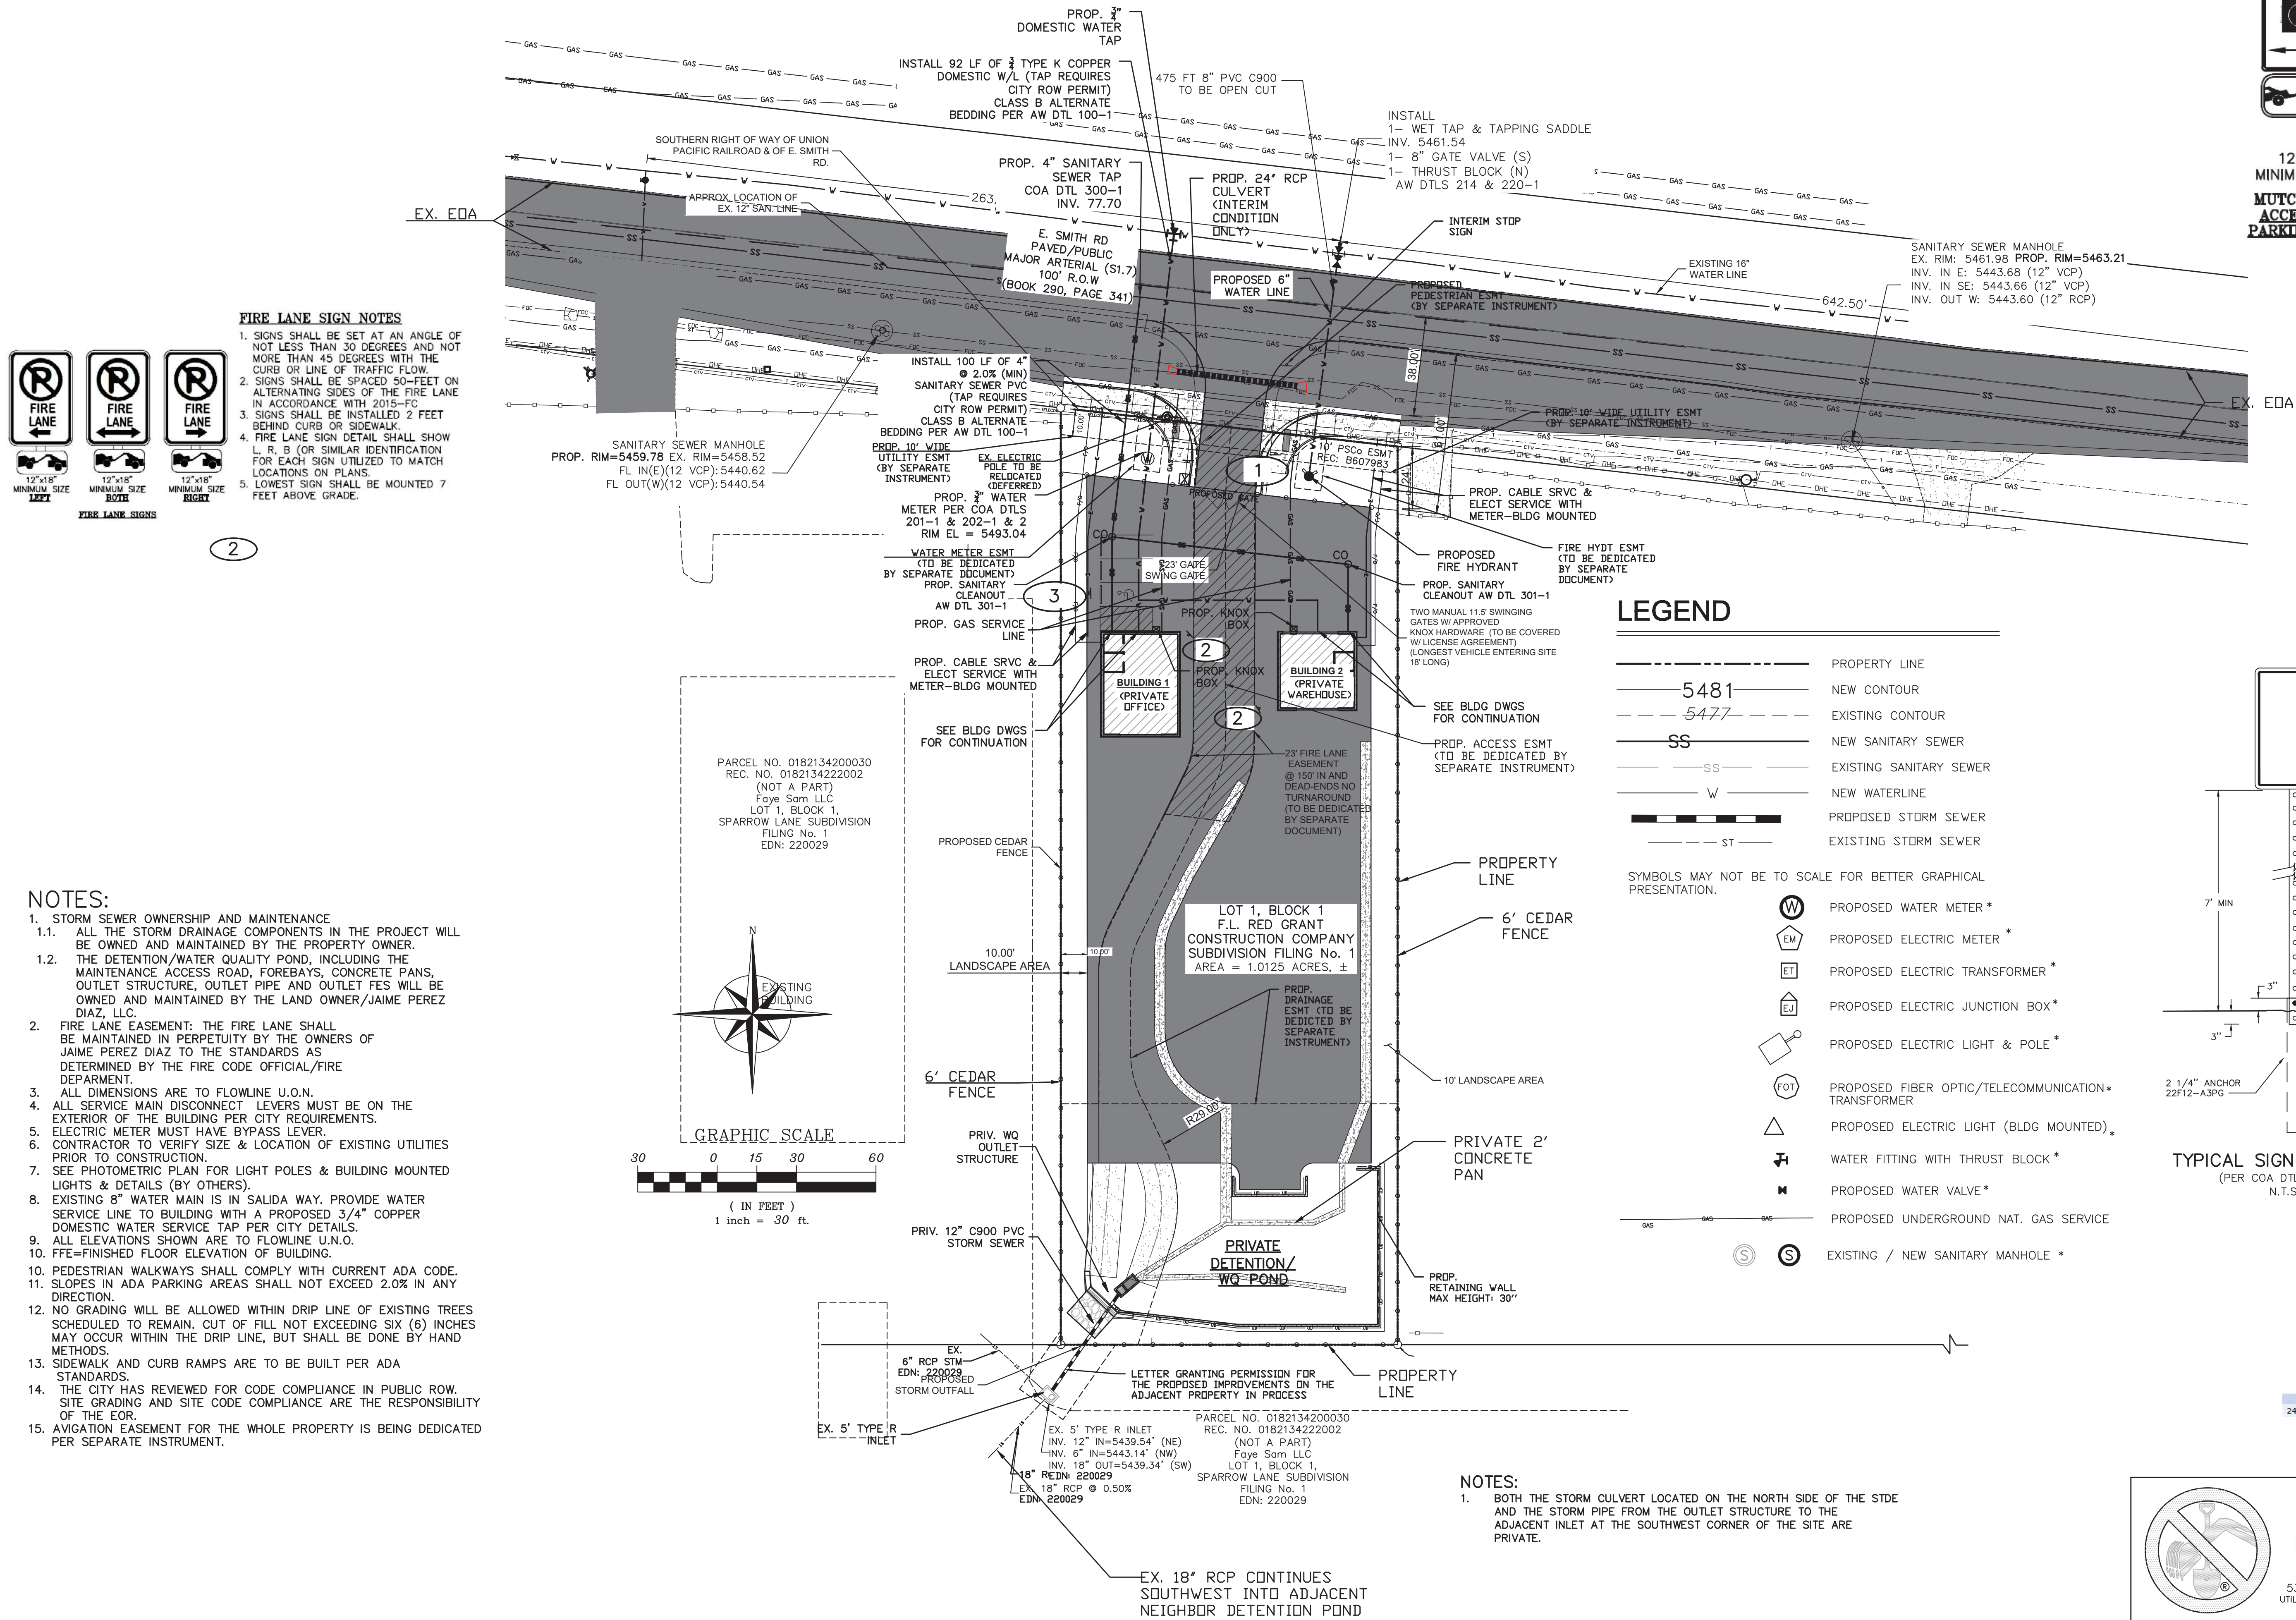 PROP. 3/4"
DOMESTIC WATER
TAP
INSTALL 92 LF OF 3/4 TYPE K COPPER
DOMESTIC W/L (TAP REQUIRES
CITY ROW PERMIT)
CLASS B ALTERNATE
BEDDING PER AW DTL 100-1
475 FT 8" PVC C900
TO BE OPEN CUT
INSTALL
1- WET TAP & TAPPING SADDLE
INV. 5461.54
1- 8" GATE VALVE (S)
1- THRUST BLOCK (N)
AW DTLS 214 & 220-1
SOUTHERN RIGHT OF WAY OF UNION
PACIFIC RAILROAD & OF E. SMITH
RD.
PROP. 4" SANITARY
SEWER TAP
COA DTL 300-1
INV. 77.70
PROP. 24" RCP
CULVERT
(INTERIM
CONDITION
ONLY)
APPROX. LOCATION OF
EX. 12" SAN. LINE
263.
EX. EOA
INTERIM STOP
SIGN
E. SMITH RD
PAVED/PUBLIC
MAJOR ARTERIAL (S1.7)
100' R.O.W
(BOOK 290, PAGE 341)
PROPOSED 6"
WATER LINE
PROPOSED
PEDESTRIAN ESMT
(BY SEPARATE INSTRUMENT)
EXISTING 16"
WATER LINE
642.50'
SANITARY SEWER MANHOLE
EX. RIM: 5461.98 PROP. RIM=5463.21
INV. IN E: 5443.68 (12" VCP)
INV. IN SE: 5443.66 (12" VCP)
INV. OUT W: 5443.60 (12" RCP)
EX. EOA
12
MINIM
MUTC
ACCE
PARKI
FIRE LANE SIGN NOTES
1. SIGNS SHALL BE SET AT AN ANGLE OF
NOT LESS THAN 30 DEGREES AND NOT
MORE THAN 45 DEGREES WITH THE
CURB OR LINE OF TRAFFIC FLOW.
2. SIGNS SHALL BE SPACED 50-FEET ON
ALTERNATING SIDES OF THE FIRE LANE
IN ACCORDANCE WITH 2015-FC
3. SIGNS SHALL BE INSTALLED 2 FEET
BEHIND CURB OR SIDEWALK.
4. FIRE LANE SIGN DETAIL SHALL SHOW
L, R, B (OR SIMILAR IDENTIFICATION
FOR EACH SIGN UTILIZED TO MATCH
LOCATIONS ON PLANS.
5. LOWEST SIGN SHALL BE MOUNTED 7
FEET ABOVE GRADE.
FIRE
LANE
FIRE
LANE
FIRE
LANE
12"x18"
MINIMUM SIZE
LEFT
12"x18"
MINIMUM SIZE
BOTH
12"x18"
MINIMUM SIZE
RIGHT
FIRE LANE SIGNS
2
INSTALL 100 LF OF 4"
@ 2.0% (MIN)
SANITARY SEWER PVC
(TAP REQUIRES
CITY ROW PERMIT)
CLASS B ALTERNATE
BEDDING PER AW DTL 100-1
SANITARY SEWER MANHOLE
PROP. RIM=5459.78 EX. RIM=5458.52
FL IN(E)(12 VCP):5440.62
FL OUT(W)(12 VCP):5440.54
PROP. 10' WIDE
UTILITY ESMT
(BY SEPARATE
INSTRUMENT)
EX. ELECTRIC
POLE TO BE
RELOCATED
(DEFERRED)
PROP. 3/4" WATER
METER PER COA DTLS
201-1 & 202-1 & 2
RIM EL = 5493.04
WATER METER ESMT
(TO BE DEDICATED
BY SEPARATE DOCUMENT)
PROP. SANITARY
CLEANOUT
AW DTL 301-1
3
PROP. GAS SERVICE
LINE
PROP. CABLE SRVC &
ELECT SERVICE WITH
METER-BLDG MOUNTED
SEE BLDG DWGS
FOR CONTINUATION
38.00'
10.00'
24'
PROP. 10' WIDE UTILITY ESMT
(BY SEPARATE INSTRUMENT)
10' PSCo ESMT
REC: B607983
1
PROPOSED GATE
PROP. CABLE SRVC &
ELECT SERVICE WITH
METER-BLDG MOUNTED
FIRE HYDT ESMT
(TO BE DEDICATED
BY SEPARATE
DOCUMENT)
PROPOSED
FIRE HYDRANT
PROP. SANITARY
CLEANOUT AW DTL 301-1
CO
CO
23' GATE
SWING GATE
PROP. KNOX
BOX
2
PROP. KNOX
BOX
BUILDING 1
(PRIVATE
OFFICE)
BUILDING 2
(PRIVATE
WAREHOUSE)
2
TWO MANUAL 11.5' SWINGING
GATES W/ APPROVED
KNOX HARDWARE (TO BE COVERED
W/ LICENSE AGREEMENT)
(LONGEST VEHICLE ENTERING SITE
18' LONG)
SEE BLDG DWGS
FOR CONTINUATION
PROP. ACCESS ESMT
(TO BE DEDICATED BY
SEPARATE INSTRUMENT)
23' FIRE LANE
EASEMENT
@ 150' IN AND
DEAD-ENDS NO
TURNAROUND
(TO BE DEDICATED
BY SEPARATE
DOCUMENT)
PARCEL NO. 0182134200030
REC. NO. 0182134222002
(NOT A PART)
Faye Sam LLC
LOT 1, BLOCK 1,
SPARROW LANE SUBDIVISION
FILING No. 1
EDN: 220029
PROPOSED CEDAR
FENCE
PROPERTY
LINE
6' CEDAR
FENCE
LOT 1, BLOCK 1
F.L. RED GRANT
CONSTRUCTION COMPANY
SUBDIVISION FILING No. 1
AREA = 1.0125 ACRES, ±
10.00'
LANDSCAPE AREA
10.00'
N
EXISTING
BUILDING
PROP.
DRAINAGE
ESMT (TO BE
DEDICTED BY
SEPARATE
INSTRUMENT)
6' CEDAR
FENCE
10' LANDSCAPE AREA
R29.00'
GRAPHIC SCALE
30 0 15 30 60
( IN FEET )
1 inch = 30 ft.
PRIV. WQ
OUTLET
STRUCTURE
PRIVATE 2'
CONCRETE
PAN
PRIV. 12" C900 PVC
STORM SEWER
PRIVATE
DETENTION/
WQ POND
PROP.
RETAINING WALL
MAX HEIGHT: 30"
EX.
6" RCP STM
EDN: 220029
PROPOSED
STORM OUTFALL
LETTER GRANTING PERMISSION FOR
THE PROPOSED IMPROVEMENTS ON THE
ADJACENT PROPERTY IN PROCESS
PROPERTY
LINE
EX. 5' TYPE R
INLET
EX. 5' TYPE R INLET
INV. 12" IN=5439.54' (NE)
INV. 6" IN=5443.14' (NW)
INV. 18" OUT=5439.34' (SW)
18" R
EDN: 220029
EX. 18" RCP @ 0.50%
EDN: 220029
PARCEL NO. 0182134200030
REC. NO. 0182134222002
(NOT A PART)
Faye Sam LLC
LOT 1, BLOCK 1,
SPARROW LANE SUBDIVISION
FILING No. 1
EDN: 220029
EX. 18" RCP CONTINUES
SOUTHWEST INTO ADJACENT
NEIGHBOR DETENTION POND
NOTES:
1. STORM SEWER OWNERSHIP AND MAINTENANCE
1.1. ALL THE STORM DRAINAGE COMPONENTS IN THE PROJECT WILL
BE OWNED AND MAINTAINED BY THE PROPERTY OWNER.
1.2. THE DETENTION/WATER QUALITY POND, INCLUDING THE
MAINTENANCE ACCESS ROAD, FOREBAYS, CONCRETE PANS,
OUTLET STRUCTURE, OUTLET PIPE AND OUTLET FES WILL BE
OWNED AND MAINTAINED BY THE LAND OWNER/JAIME PEREZ
DIAZ, LLC.
2. FIRE LANE EASEMENT: THE FIRE LANE SHALL
BE MAINTAINED IN PERPETUITY BY THE OWNERS OF
JAIME PEREZ DIAZ TO THE STANDARDS AS
DETERMINED BY THE FIRE CODE OFFICIAL/FIRE
DEPARMENT.
3. ALL DIMENSIONS ARE TO FLOWLINE U.O.N.
4. ALL SERVICE MAIN DISCONNECT LEVERS MUST BE ON THE
EXTERIOR OF THE BUILDING PER CITY REQUIREMENTS.
5. ELECTRIC METER MUST HAVE BYPASS LEVER.
6. CONTRACTOR TO VERIFY SIZE & LOCATION OF EXISTING UTILITIES
PRIOR TO CONSTRUCTION.
7. SEE PHOTOMETRIC PLAN FOR LIGHT POLES & BUILDING MOUNTED
LIGHTS & DETAILS (BY OTHERS).
8. EXISTING 8" WATER MAIN IS IN SALIDA WAY. PROVIDE WATER
SERVICE LINE TO BUILDING WITH A PROPOSED 3/4" COPPER
DOMESTIC WATER SERVICE TAP PER CITY DETAILS.
9. ALL ELEVATIONS SHOWN ARE TO FLOWLINE U.N.O.
10. FFE=FINISHED FLOOR ELEVATION OF BUILDING.
10. PEDESTRIAN WALKWAYS SHALL COMPLY WITH CURRENT ADA CODE.
11. SLOPES IN ADA PARKING AREAS SHALL NOT EXCEED 2.0% IN ANY
DIRECTION.
12. NO GRADING WILL BE ALLOWED WITHIN DRIP LINE OF EXISTING TREES
SCHEDULED TO REMAIN. CUT OF FILL NOT EXCEEDING SIX (6) INCHES
MAY OCCUR WITHIN THE DRIP LINE, BUT SHALL BE DONE BY HAND
METHODS.
13. SIDEWALK AND CURB RAMPS ARE TO BE BUILT PER ADA
STANDARDS.
14. THE CITY HAS REVIEWED FOR CODE COMPLIANCE IN PUBLIC ROW.
SITE GRADING AND SITE CODE COMPLIANCE ARE THE RESPONSIBILITY
OF THE EOR.
15. AVIGATION EASEMENT FOR THE WHOLE PROPERTY IS BEING DEDICATED
PER SEPARATE INSTRUMENT.
LEGEND
PROPERTY LINE
5481 NEW CONTOUR
5477 EXISTING CONTOUR
SS NEW SANITARY SEWER
SS EXISTING SANITARY SEWER
W NEW WATERLINE
PROPOSED STORM SEWER
ST EXISTING STORM SEWER
SYMBOLS MAY NOT BE TO SCALE FOR BETTER GRAPHICAL
PRESENTATION.
W PROPOSED WATER METER *
EM PROPOSED ELECTRIC METER *
ET PROPOSED ELECTRIC TRANSFORMER *
EJ PROPOSED ELECTRIC JUNCTION BOX *
PROPOSED ELECTRIC LIGHT & POLE *
FOT PROPOSED FIBER OPTIC/TELECOMMUNICATION *
TRANSFORMER
PROPOSED ELECTRIC LIGHT (BLDG MOUNTED) *
WATER FITTING WITH THRUST BLOCK *
PROPOSED WATER VALVE *
GAS GAS GAS PROPOSED UNDERGROUND NAT. GAS SERVICE
S S EXISTING / NEW SANITARY MANHOLE *
7' MIN
3"
3"
2 1/4" ANCHOR
22F12-A3PG
TYPICAL SIGN
(PER COA DTL
N.T.S
24
NOTES:
1. BOTH THE STORM CULVERT LOCATED ON THE NORTH SIDE OF THE STDE
AND THE STORM PIPE FROM THE OUTLET STRUCTURE TO THE
ADJACENT INLET AT THE SOUTHWEST CORNER OF THE SITE ARE
PRIVATE.
®
53
UTIL